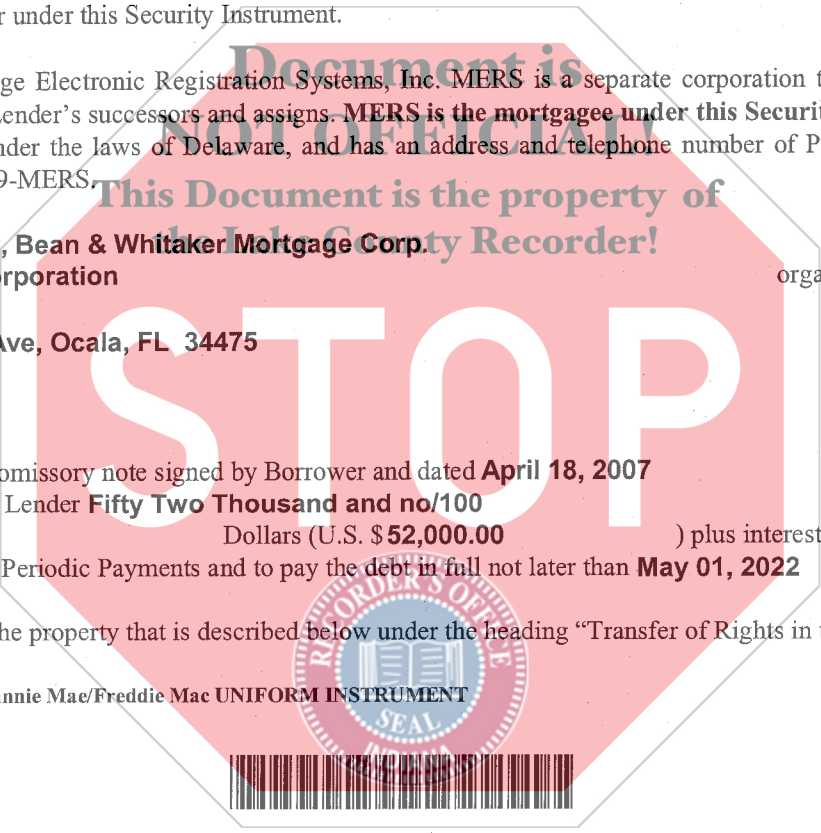 r under this Security Instrument.
Document is
ge Electronic Registration Systems, Inc. MERS is a separate corporation t
Lender's successors and assigns. MERS is the mortgagee under this Securit
NOT OFFICIAL!
nder the laws of Delaware, and has an address and telephone number of P
9-MERS.
This Document is the property of
the Lake County Recorder!
, Bean & Whitaker Mortgage Corp.
rporation orga
Ave, Ocala, FL 34475
STOP
omissory note signed by Borrower and dated April 18, 2007
Lender Fifty Two Thousand and no/100
Dollars (U.S. $52,000.00 ) plus interest
Periodic Payments and to pay the debt in full not later than May 01, 2022
he property that is described below under the heading “Transfer of Rights in t
annie Mae/Freddie Mac UNIFORM INSTRUMENT
RECORDER'S OFFICE
SEAL
INDIANA